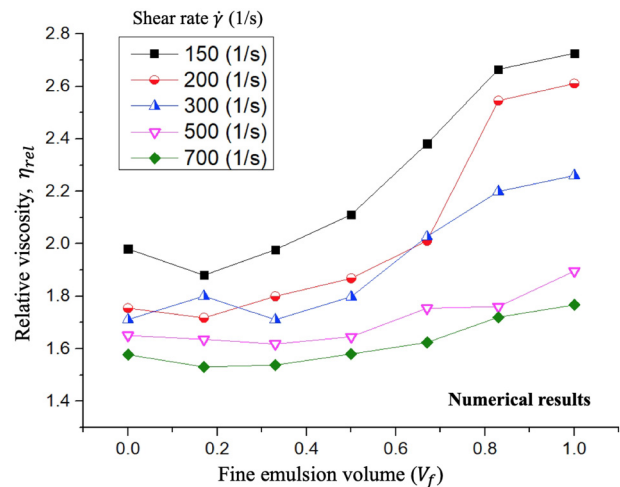 Shear rate γ̇ (1/s)
150 (1/s)
200 (1/s)
300 (1/s)
500 (1/s)
700 (1/s)
Relative viscosity, η_rel
2.8
2.6
2.4
2.2
2.0
1.8
1.6
1.4
Numerical results
0.0 0.2 0.4 0.6 0.8 1.0
Fine emulsion volume (V_f)